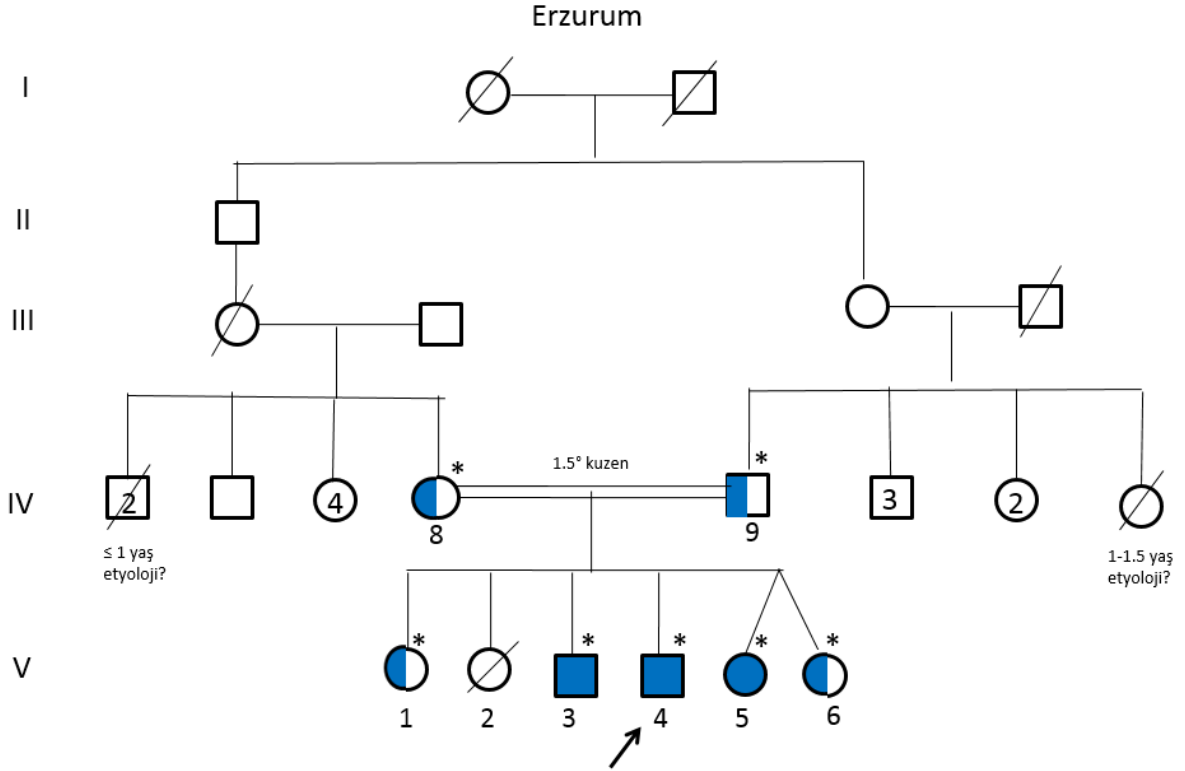 Erzurum
I
II
III
1.5° kuzen
* *
IV
2 4 3 2
8 9
≤ 1 yaş
etyoloji?
1-1.5 yaş
etyoloji?
* * * * *
V
1 2 3 4 5 6